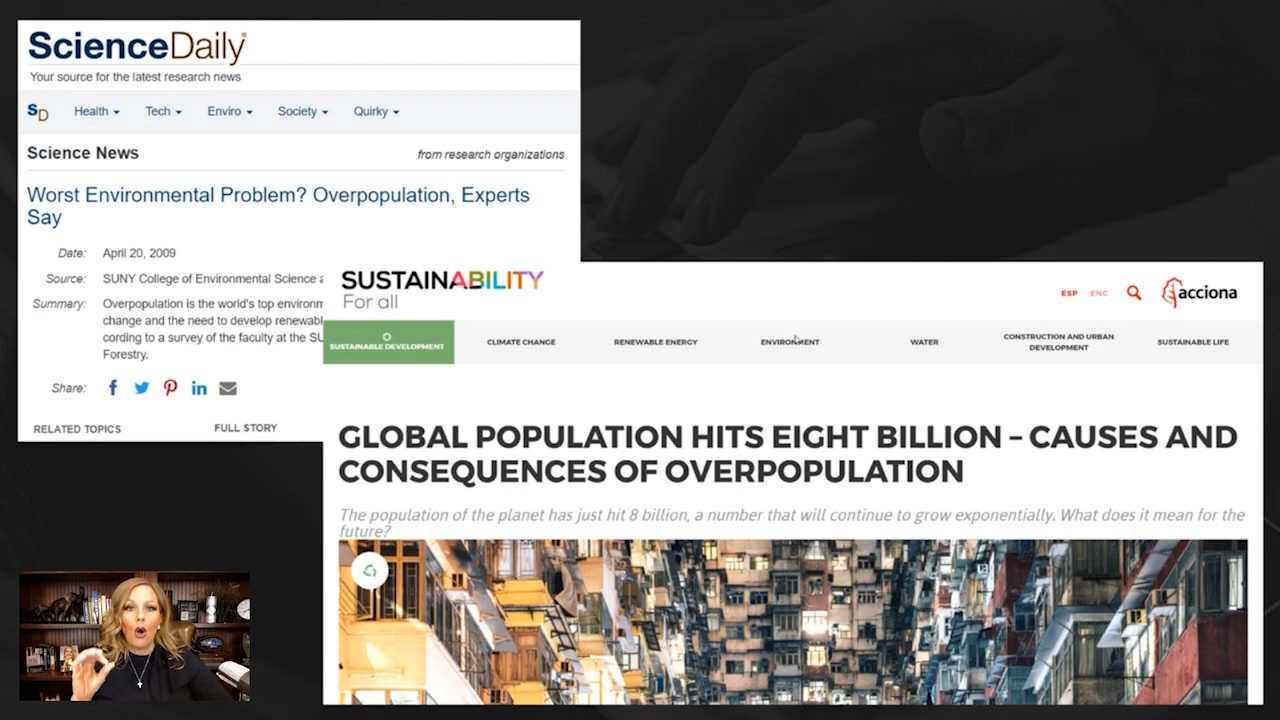 ScienceDaily
Your source for the latest research news
SD
Health Tech Enviro Society Quirky
Science News
from research organizations
Worst Environmental Problem? Overpopulation, Experts
Say
Date: April 20, 2009
Source: SUNY College of Environmental Science
Summary: Overpopulation is the world's top environm
change and the need to develop renewabl
cording to a survey of the faculty at the SU
Forestry.
Share:
RELATED TOPICS
FULL STORY
SUSTAINABILITY
For all
ESP ENG
acciona
SUSTAINABLE DEVELOPMENT
CLIMATE CHANGE
RENEWABLE ENERGY
ENVIRONMENT
WATER
CONSTRUCTION AND URBAN
DEVELOPMENT
SUSTAINABLE LIFE
GLOBAL POPULATION HITS EIGHT BILLION – CAUSES AND
CONSEQUENCES OF OVERPOPULATION
The population of the planet has just hit 8 billion, a number that will continue to grow exponentially. What does it mean for the
future?